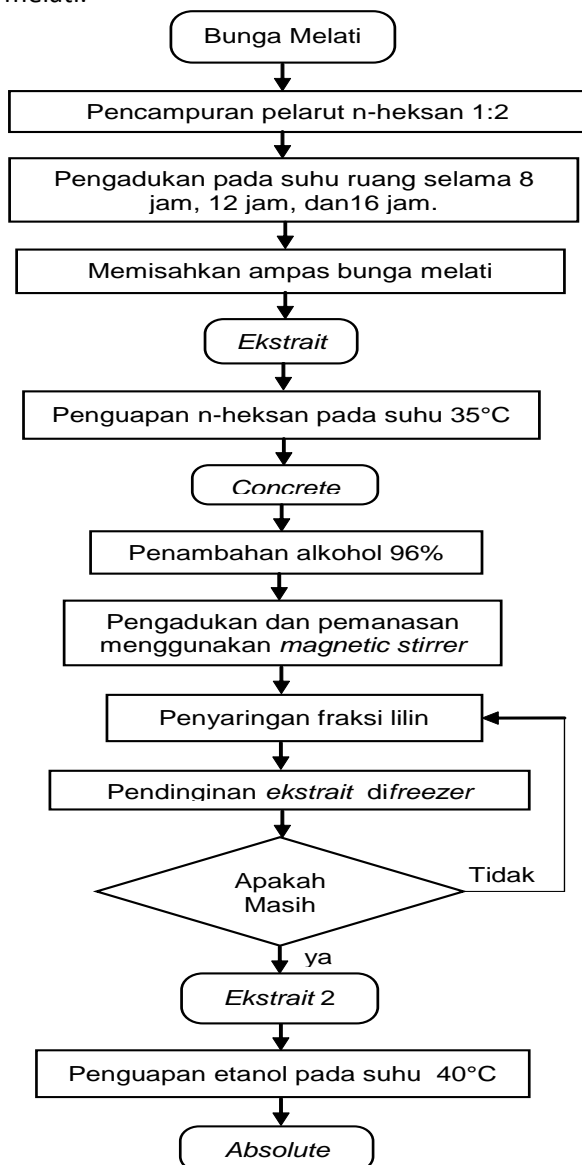 melati.
Bunga Melati
Pencampuran pelarut n-heksan 1:2
Pengadukan pada suhu ruang selama 8
jam, 12 jam, dan16 jam.
Memisahkan ampas bunga melati
Ekstrait
Penguapan n-heksan pada suhu 35°C
Concrete
Penambahan alkohol 96%
Pengadukan dan pemanasan
menggunakan magnetic stirrer
Penyaringan fraksi lilin
Pendinginan ekstrait difreezer
Apakah
Masih
Tidak
ya
Ekstrait 2
Penguapan etanol pada suhu 40°C
Absolute